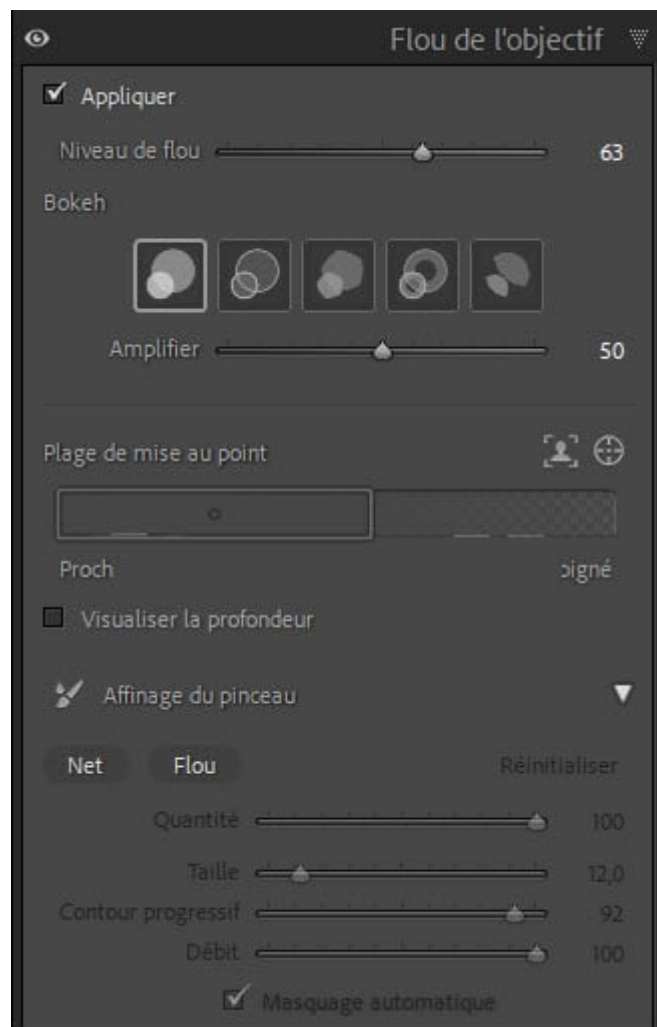 Flou de l'objectif
Appliquer
Niveau de flou 63
Bokeh
Amplifier 50
Plage de mise au point
Proch oigné
Visualiser la profondeur
Affinage du pinceau
Net Flou Réinitialiser
Quantité 100
Taille 12,0
Contour progressif 92
Débit 100
Masquage automatique